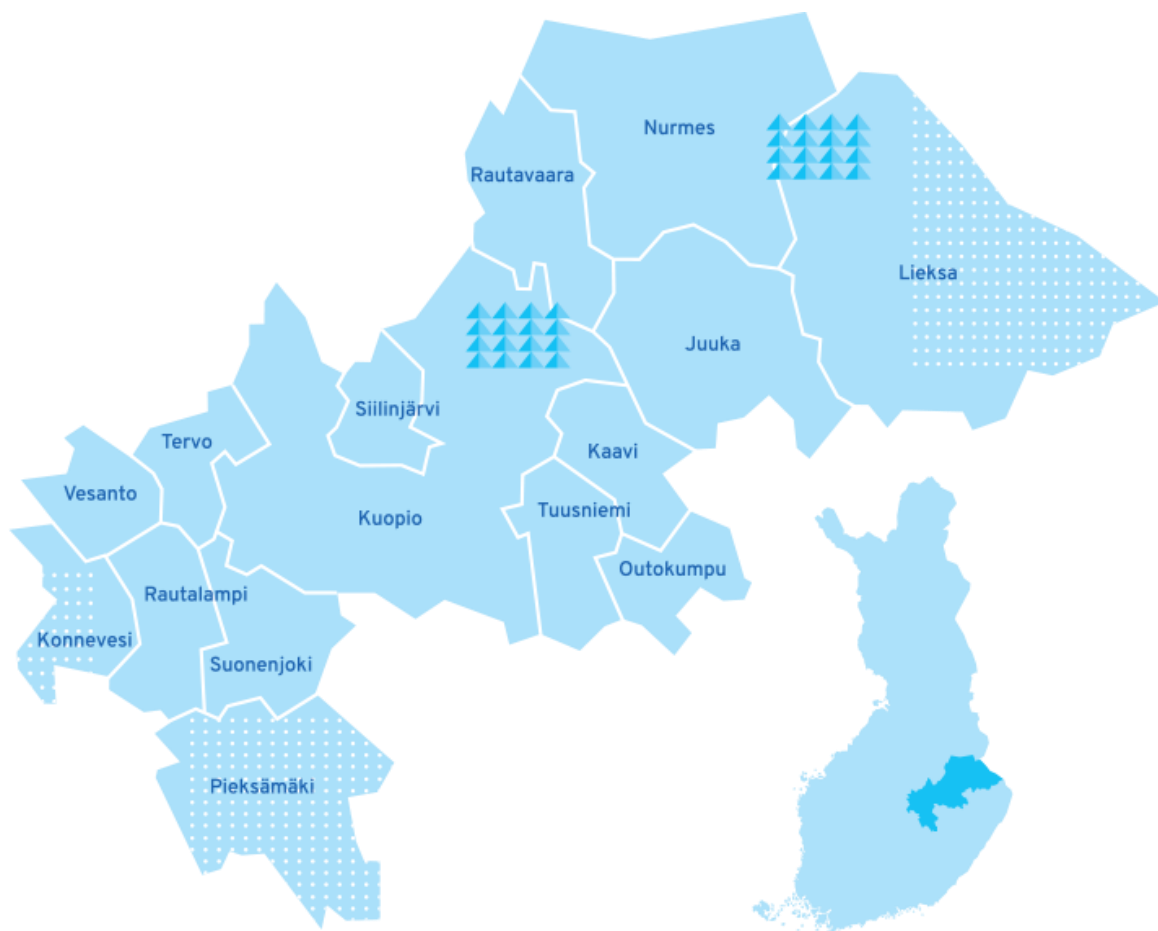 Nurmes
Rautavaara
Lieksa
Juuka
Siilinjärvi
Tervo
Kaavi
Vesanto
Tuusniemi
Kuopio
Outokumpu
Rautalampi
Konnevesi
Suonenjoki
Pieksämäki